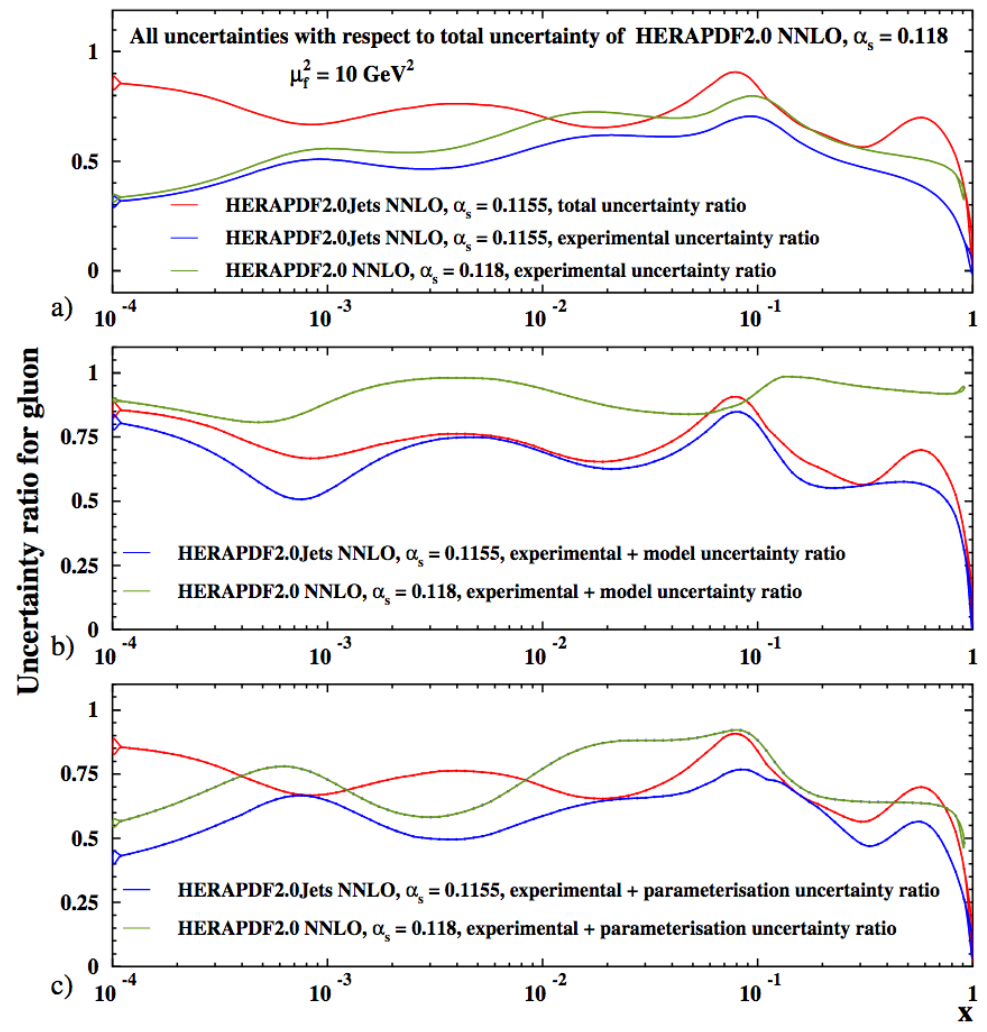 All uncertainties with respect to total uncertainty of HERAPDF2.0 NNLO, αs = 0.118
μf² = 10 GeV²
1
0.5
0
HERAPDF2.0Jets NNLO, αs = 0.1155, total uncertainty ratio
HERAPDF2.0Jets NNLO, αs = 0.1155, experimental uncertainty ratio
HERAPDF2.0 NNLO, αs = 0.118, experimental uncertainty ratio
a)
10⁻⁴ 10⁻³ 10⁻² 10⁻¹ 1
Uncertainty ratio for gluon
1
0.75
0.5
0.25
0
HERAPDF2.0Jets NNLO, αs = 0.1155, experimental + model uncertainty ratio
HERAPDF2.0 NNLO, αs = 0.118, experimental + model uncertainty ratio
b)
10⁻⁴ 10⁻³ 10⁻² 10⁻¹ 1
1
0.75
0.5
0.25
0
HERAPDF2.0Jets NNLO, αs = 0.1155, experimental + parameterisation uncertainty ratio
HERAPDF2.0 NNLO, αs = 0.118, experimental + parameterisation uncertainty ratio
c)
10⁻⁴ 10⁻³ 10⁻² 10⁻¹ 1
x